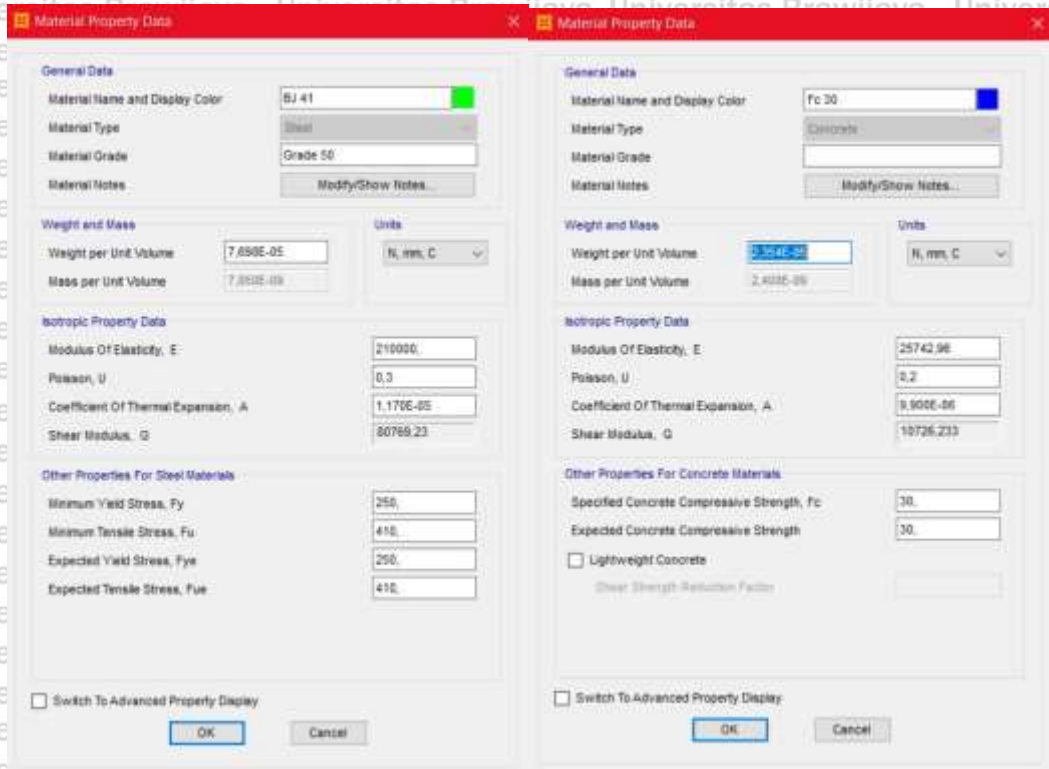 Universitas Brawijaya Universitas Brawijaya
Material Property Data
General Data
Material Name and Display Color BJ 41
Material Type Steel
Material Grade Grade 50
Material Notes Modify/Show Notes...
Weight and Mass Units
Weight per Unit Volume N, mm, C
Mass per Unit Volume
Isotropic Property Data
Modulus Of Elasticity, E 210000,
Poisson, U 0,3
Coefficient Of Thermal Expansion, A 1,170E-05
Shear Modulus, G 80769,23
Other Properties For Steel Materials
Minimum Yield Stress, Fy 250,
Minimum Tensile Stress, Fu 410,
Expected Yield Stress, Fye 250,
Expected Tensile Stress, Fue 410,
Switch To Advanced Property Display
OK Cancel
Material Property Data
General Data
Material Name and Display Color f'c 30
Material Type Concrete
Material Grade
Material Notes Modify/Show Notes...
Weight and Mass Units
Weight per Unit Volume N, mm, C
Mass per Unit Volume
Isotropic Property Data
Modulus Of Elasticity, E 25742,96
Poisson, U 0,2
Coefficient Of Thermal Expansion, A 9,900E-06
Shear Modulus, G 10726,233
Other Properties For Concrete Materials
Specified Concrete Compressive Strength, f'c 30,
Expected Concrete Compressive Strength 30,
Lightweight Concrete
Shear Strength Reduction Factor
Switch To Advanced Property Display
OK Cancel